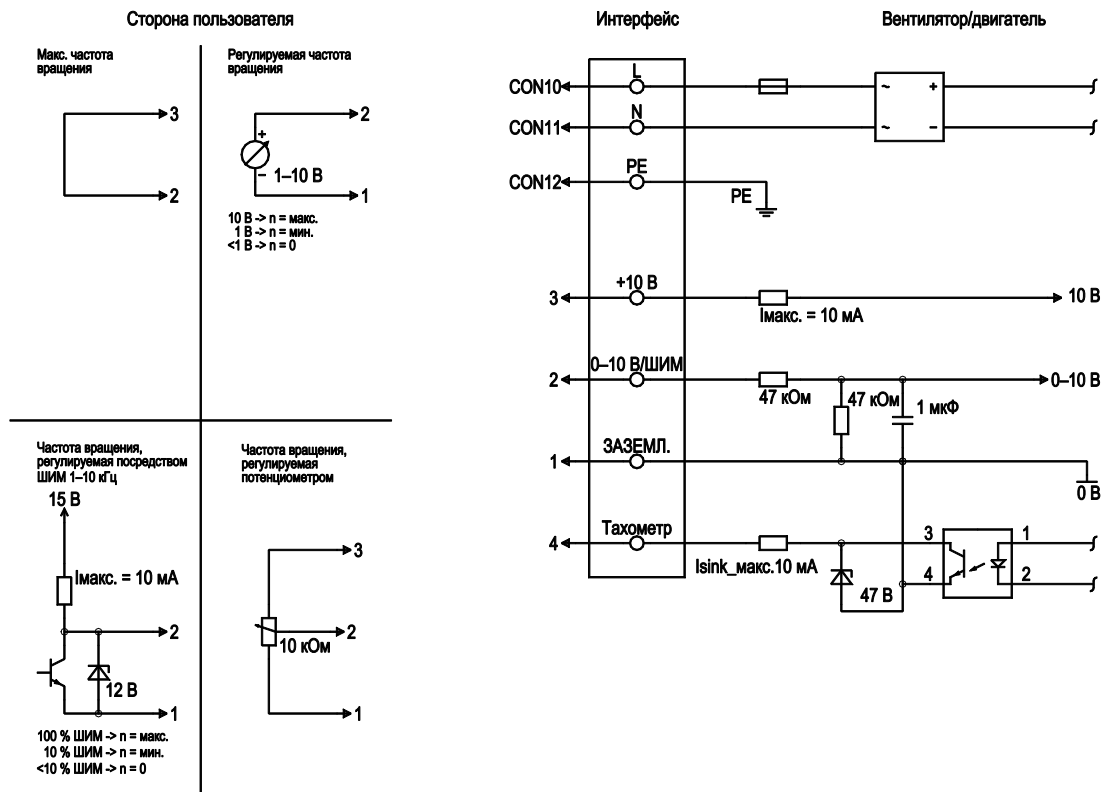 Сторона пользователя
Макс. частота
вращения
3
2
Регулируемая частота
вращения
2
+
–
1–10 В
1
10 В -> n = макс.
1 В -> n = мин.
<1 В -> n = 0
Частота вращения,
регулируемая посредством
ШИМ 1–10 кГц
15 В
Iмакс. = 10 мА
2
12 В
1
100 % ШИМ -> n = макс.
10 % ШИМ -> n = мин.
<10 % ШИМ -> n = 0
Частота вращения,
регулируемая
потенциометром
3
2
10 кОм
1
Интерфейс
Вентилятор/двигатель
CON10
L
~
+
CON11
N
~
–
CON12
PE
PE
3
+10 В
Iмакс. = 10 мА
10 В
2
0–10 В/ШИМ
47 кОм
47 кОм
1 мкФ
0–10 В
1
ЗАЗЕМЛ.
0 В
4
Тахометр
Isink_макс.10 мА
47 В
3
4
1
2